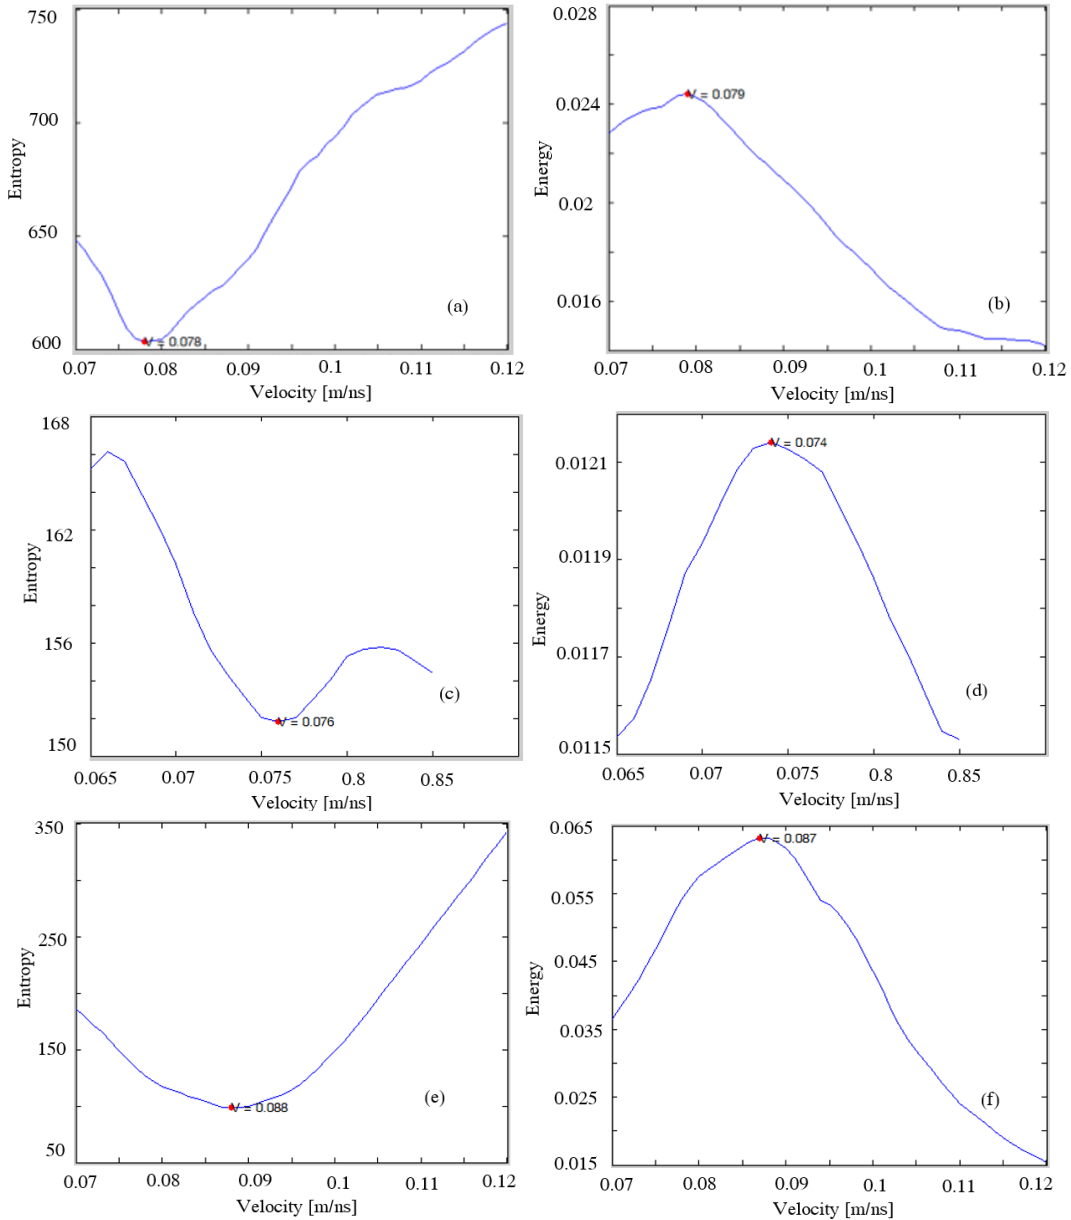 750
700
650
600
Entropy
V = 0.078
(a)
0.07 0.08 0.09 0.1 0.11 0.12
Velocity [m/ns]
0.028
0.024
0.02
0.016
Energy
V = 0.079
(b)
0.07 0.08 0.09 0.1 0.11 0.12
Velocity [m/ns]
168
162
156
150
Entropy
V = 0.076
(c)
0.065 0.07 0.075 0.8 0.85
Velocity [m/ns]
0.0121
0.0119
0.0117
0.0115
Energy
V = 0.074
(d)
0.065 0.07 0.075 0.8 0.85
Velocity [m/ns]
350
250
150
50
Entropy
V = 0.088
(e)
0.07 0.08 0.09 0.1 0.11 0.12
Velocity [m/ns]
0.065
0.055
0.045
0.035
0.025
0.015
Energy
V = 0.087
(f)
0.07 0.08 0.09 0.1 0.11 0.12
Velocity [m/ns]